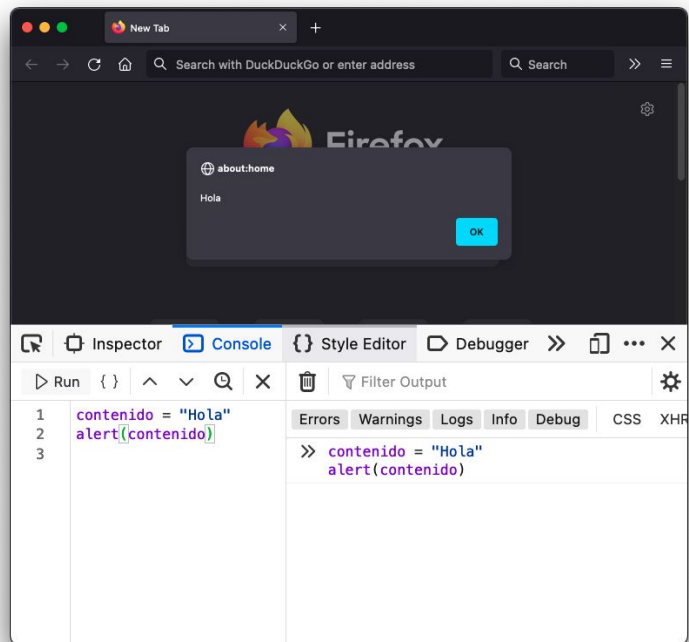 New Tab
Search with DuckDuckGo or enter address
Search
Firefox
about:home
Hola
OK
Inspector
Console
{} Style Editor
Debugger
Run
{ }
Filter Output
1 contenido = "Hola"
2 alert(contenido)
3
Errors Warnings Logs Info Debug CSS XHR
contenido = "Hola"
alert(contenido)